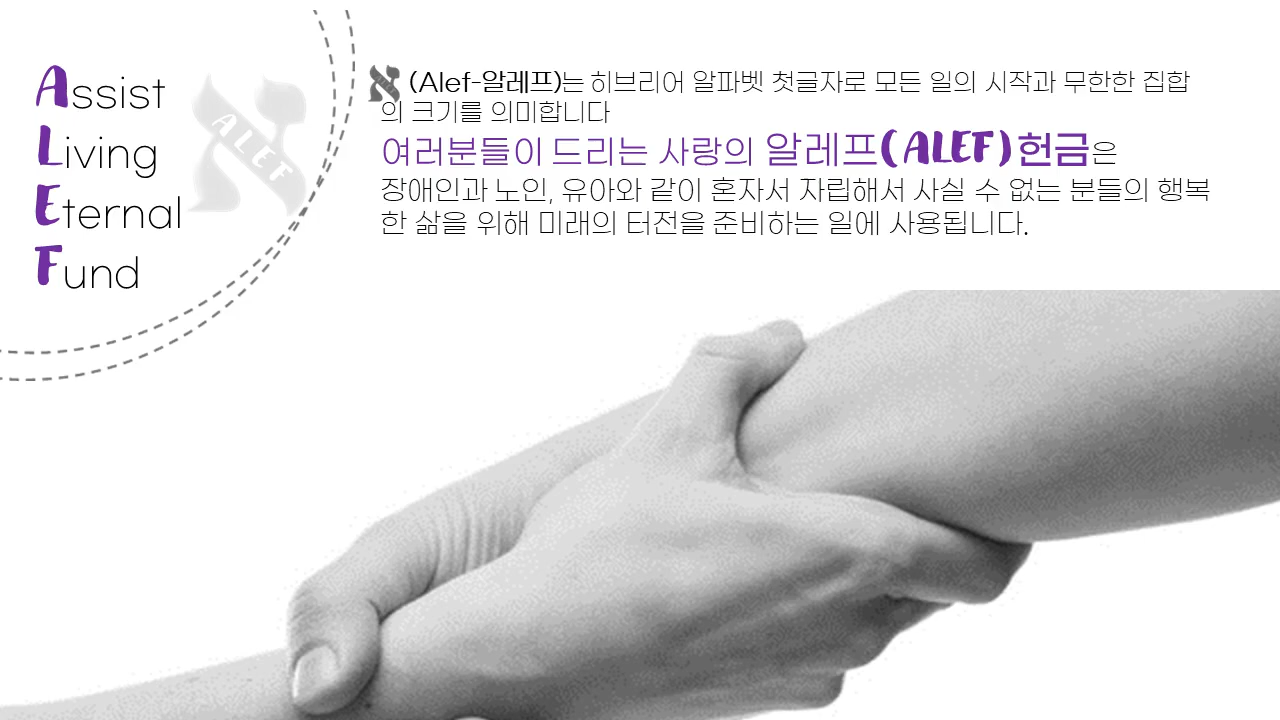 Assist
Living
Eternal
Fund
ALEF
א (Alef-알레프)는 히브리어 알파벳 첫글자로 모든 일의 시작과 무한한 집합
의 크기를 의미합니다
여러분들이 드리는 사랑의 알레프(ALEF)헌금은
장애인과 노인, 유아와 같이 혼자서 자립해서 사실 수 없는 분들의 행복
한 삶을 위해 미래의 터전을 준비하는 일에 사용됩니다.